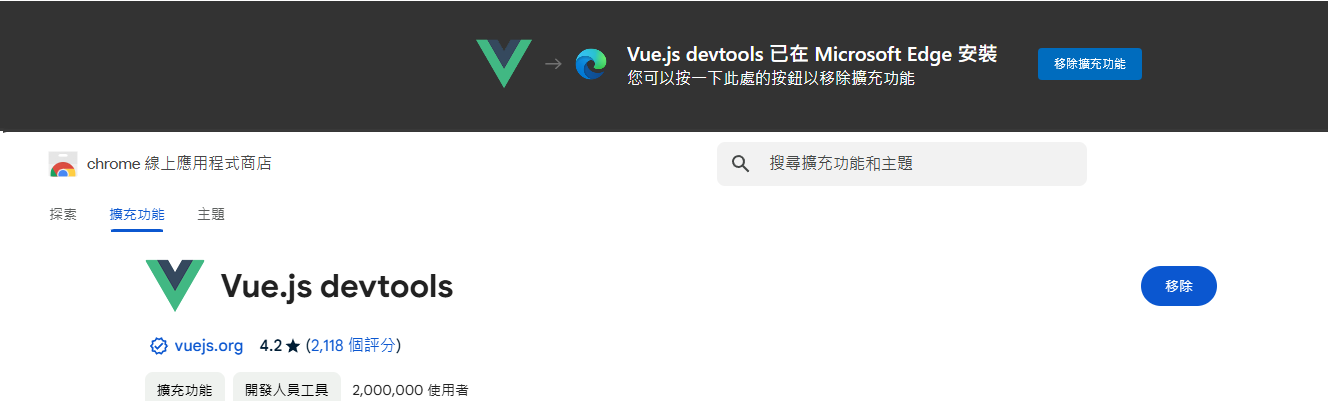 Vue.js devtools 已在 Microsoft Edge 安裝
您可以按一下此處的按鈕以移除擴充功能
移除擴充功能
chrome 線上應用程式商店
搜尋擴充功能和主題
探索 擴充功能 主題
Vue.js devtools
移除
vuejs.org 4.2★ (2,118 個評分)
擴充功能 開發人員工具 2,000,000 使用者